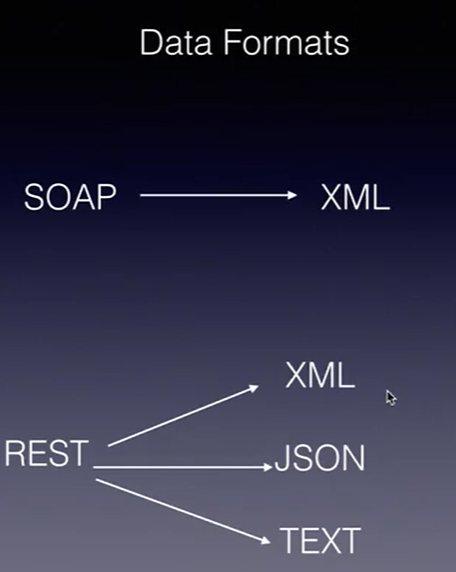 Data Formats
SOAP XML
XML
REST JSON
TEXT